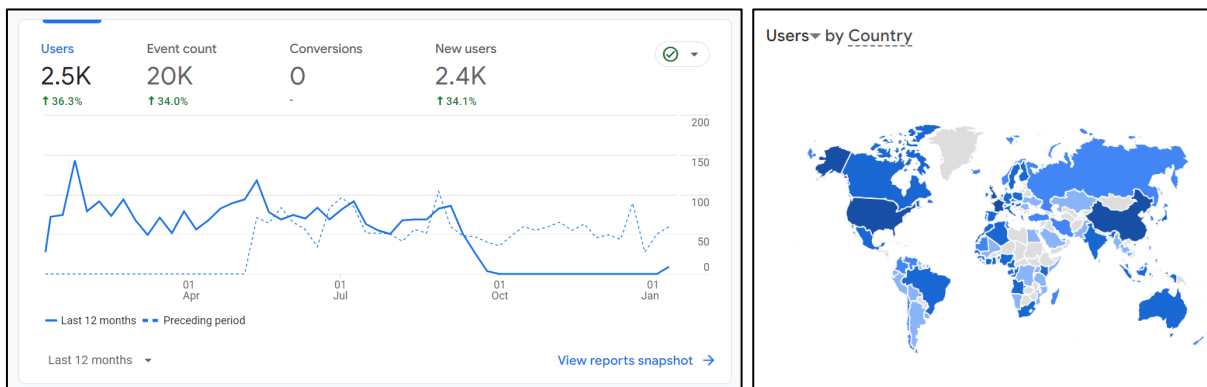 Users Event count Conversions New users
2.5K 20K 0 2.4K
↑ 36.3% ↑ 34.0% - ↑ 34.1%
200
150
100
50
0
01 01 01 01
Apr Jul Oct Jan
Last 12 months Preceding period
Last 12 months View reports snapshot →
Users by Country